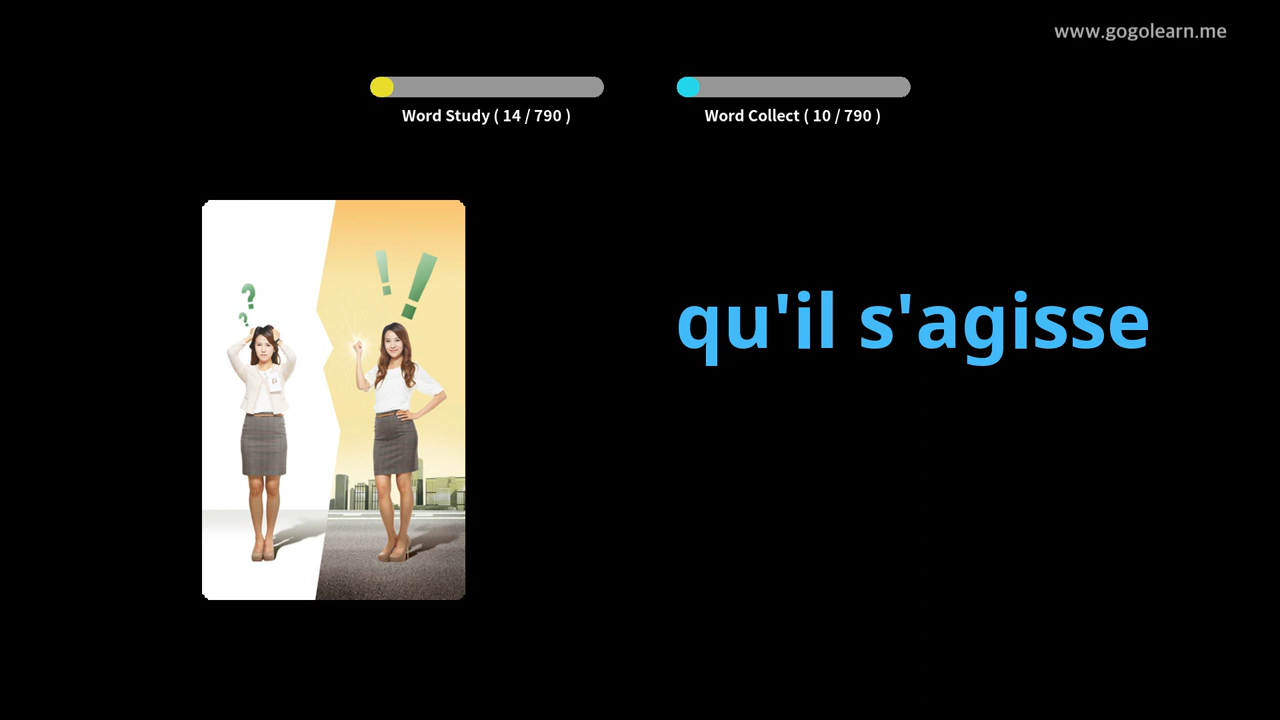 www.gogolearn.me
Word Study ( 14 / 790 )
Word Collect ( 10 / 790 )
? ?
! !
qu'il s'agisse